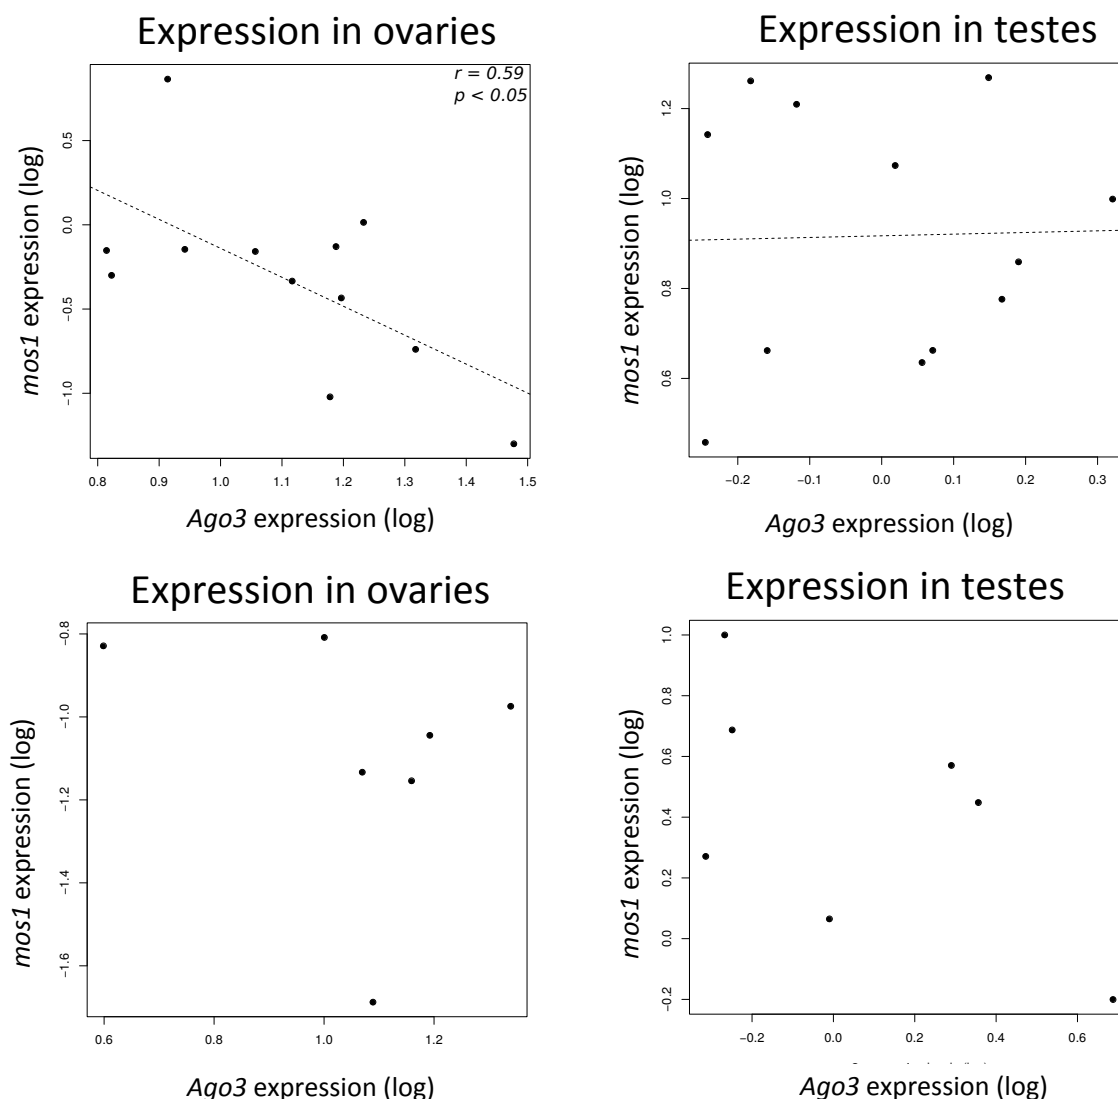 Expression in ovaries
r = 0.59
p < 0.05
mos1 expression (log)
0.5
0.0
−0.5
−1.0
0.8 0.9 1.0 1.1 1.2 1.3 1.4 1.5
Ago3 expression (log)
Expression in testes
mos1 expression (log)
1.2
1.0
0.8
0.6
−0.2 −0.1 0.0 0.1 0.2 0.3
Ago3 expression (log)
Expression in ovaries
mos1 expression (log)
−0.8
−1.0
−1.2
−1.4
−1.6
0.6 0.8 1.0 1.2
Ago3 expression (log)
Expression in testes
mos1 expression (log)
1.0
0.8
0.6
0.4
0.2
0.0
−0.2
−0.2 0.0 0.2 0.4 0.6
Ago3 expression (log)